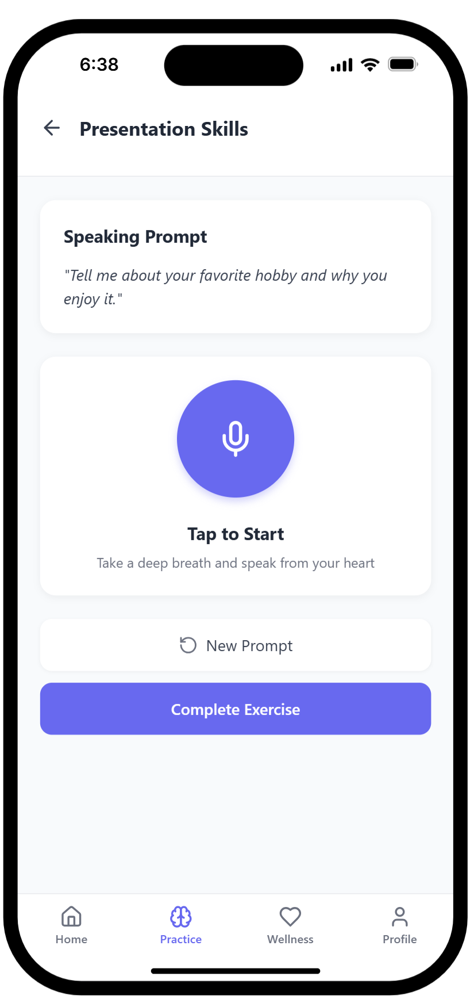 6:38
Presentation Skills
Speaking Prompt
"Tell me about your favorite hobby and why you
enjoy it."
Tap to Start
Take a deep breath and speak from your heart
New Prompt
Complete Exercise
Home
Practice
Wellness
Profile